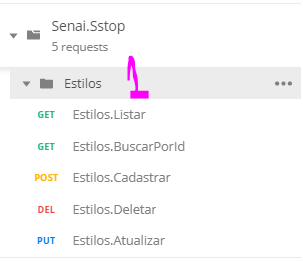 Senai.Sstop
5 requests
1
Estilos
GET Estilos.Listar
GET Estilos.BuscarPorId
POST Estilos.Cadastrar
DEL Estilos.Deletar
PUT Estilos.Atualizar